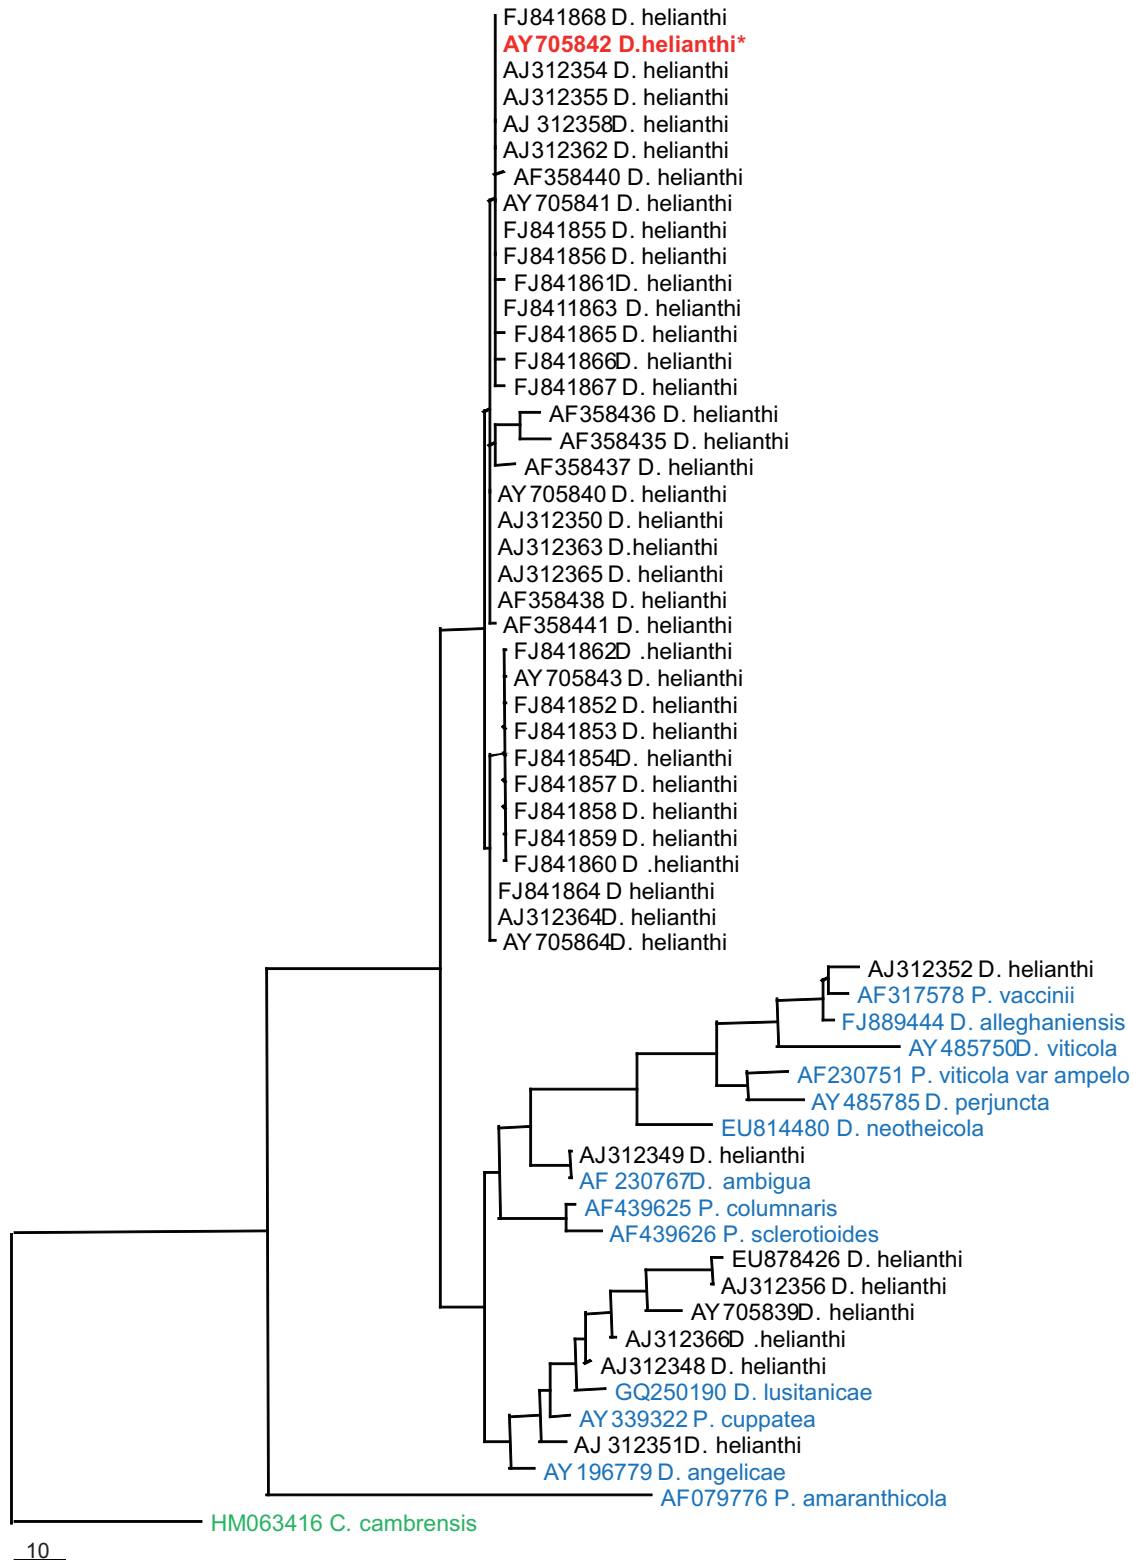 FJ841868 D. helianthi
AY705842 D.helianthi*
AJ312354 D. helianthi
AJ312355 D. helianthi
AJ 312358D. helianthi
AJ312362 D. helianthi
AF358440 D. helianthi
AY705841 D. helianthi
FJ841855 D. helianthi
FJ841856 D. helianthi
FJ841861D. helianthi
FJ8411863 D. helianthi
FJ841865 D. helianthi
FJ841866D. helianthi
FJ841867 D. helianthi
AF358436 D. helianthi
AF358435 D. helianthi
AF358437 D. helianthi
AY705840 D. helianthi
AJ312350 D. helianthi
AJ312363 D.helianthi
AJ312365 D. helianthi
AF358438 D. helianthi
AF358441 D. helianthi
FJ841862D .helianthi
AY705843 D. helianthi
FJ841852 D. helianthi
FJ841853 D. helianthi
FJ841854D. helianthi
FJ841857 D. helianthi
FJ841858 D. helianthi
FJ841859 D. helianthi
FJ841860 D .helianthi
FJ841864 D helianthi
AJ312364D. helianthi
AY705864D. helianthi
AJ312352 D. helianthi
AF317578 P. vaccinii
FJ889444 D. alleghaniensis
AY485750D. viticola
AF230751 P. viticola var ampelo
AY485785 D. perjuncta
EU814480 D. neotheicola
AJ312349 D. helianthi
AF 230767D. ambigua
AF439625 P. columnaris
AF439626 P. sclerotioides
EU878426 D. helianthi
AJ312356 D. helianthi
AY705839D. helianthi
AJ312366D .helianthi
AJ312348 D. helianthi
GQ250190 D. lusitanicae
AY339322 P. cuppatea
AJ 312351D. helianthi
AY196779 D. angelicae
AF079776 P. amaranthicola
HM063416 C. cambrensis
10